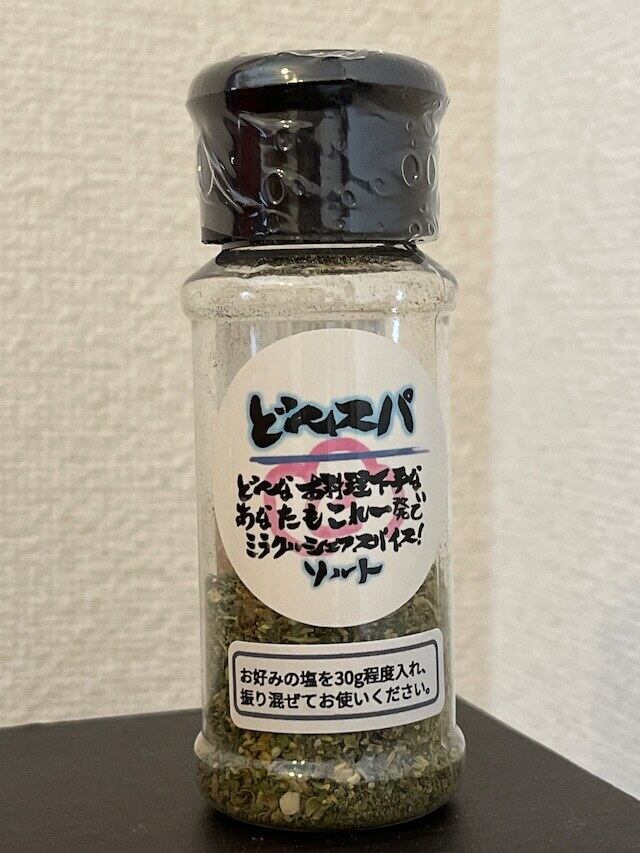 どんスパ
どんなお料理下手な
あなたもこれ一発で
ミラクルシェフスパイス!
ソルト
お好みの塩を30g程度入れ、
振り混ぜてお使いください。